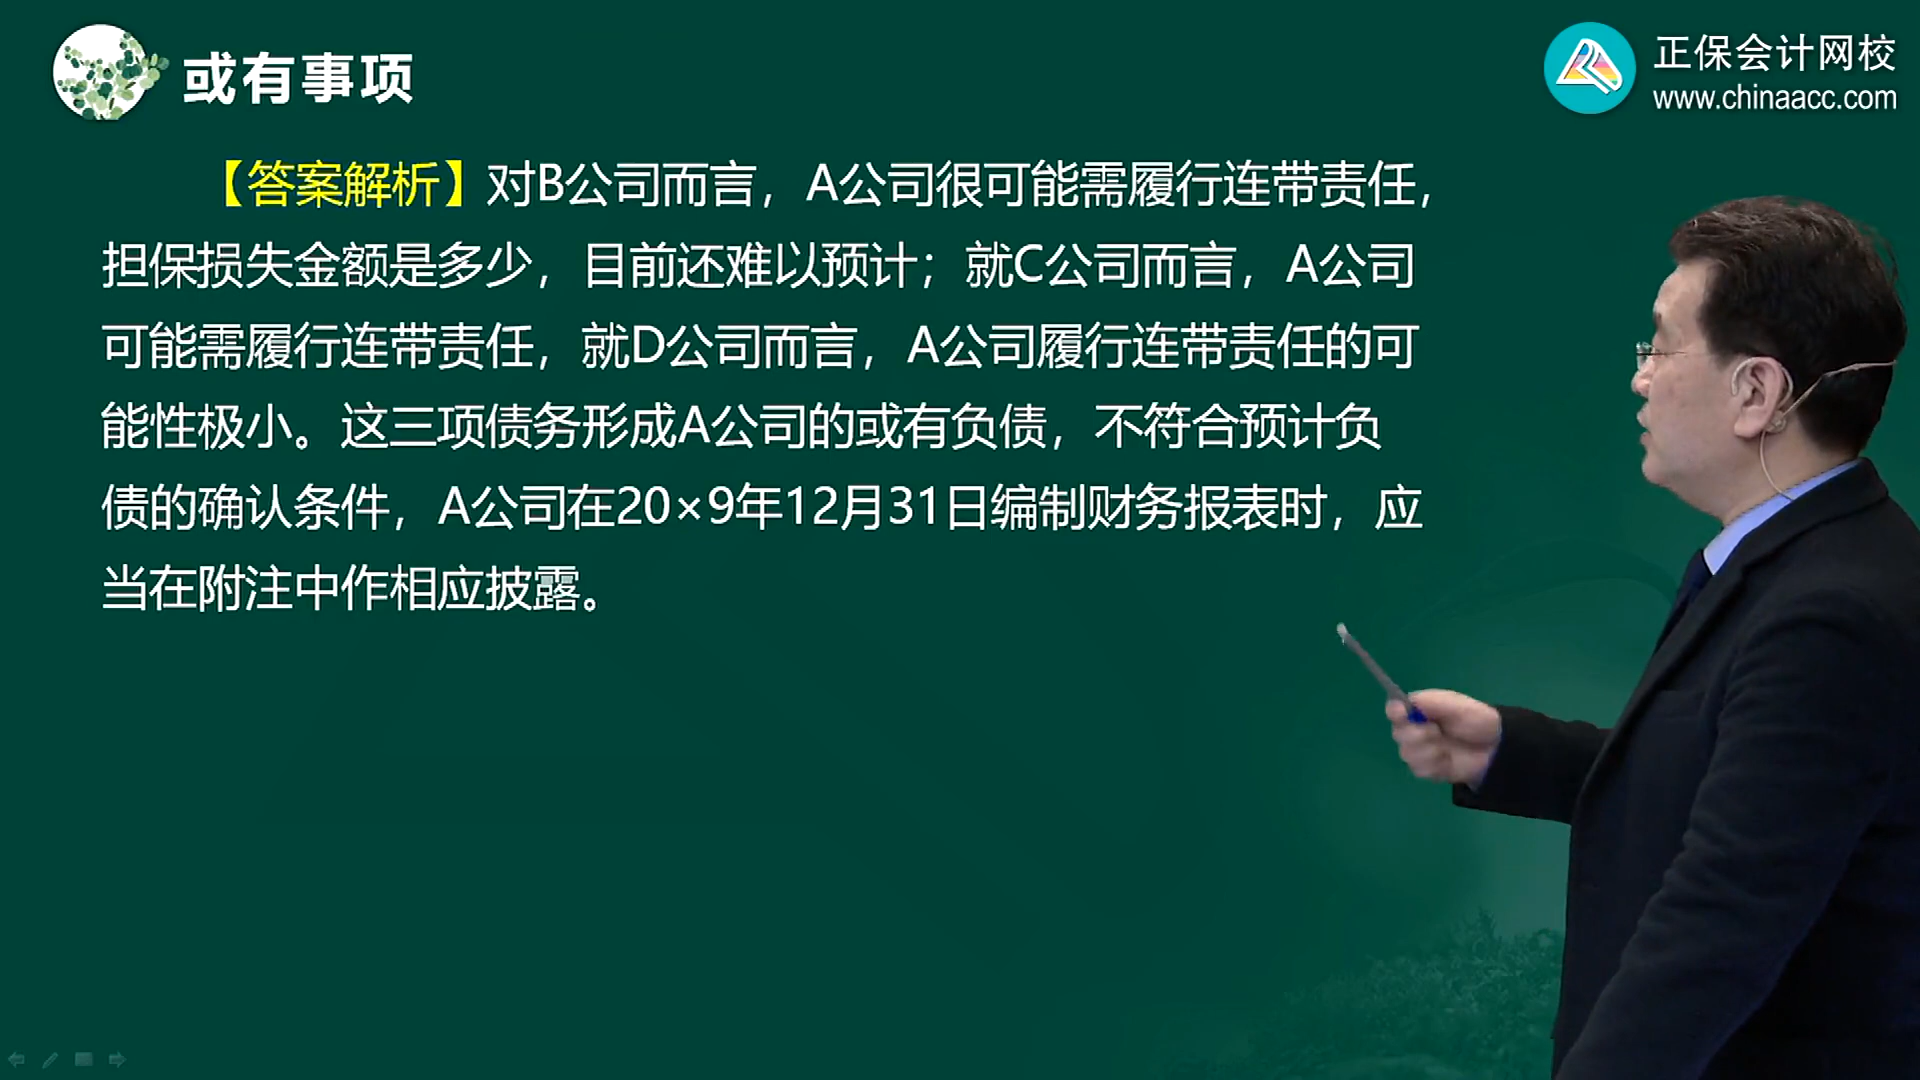 或有事项
正保会计网校
www.chinaacc.com
【答案解析】对B公司而言，A公司很可能需履行连带责任，
担保损失金额是多少，目前还难以预计；就C公司而言，A公司
可能需履行连带责任，就D公司而言，A公司履行连带责任的可
能性极小。这三项债务形成A公司的或有负债，不符合预计负
债的确认条件，A公司在20×9年12月31日编制财务报表时，应
当在附注中作相应披露。